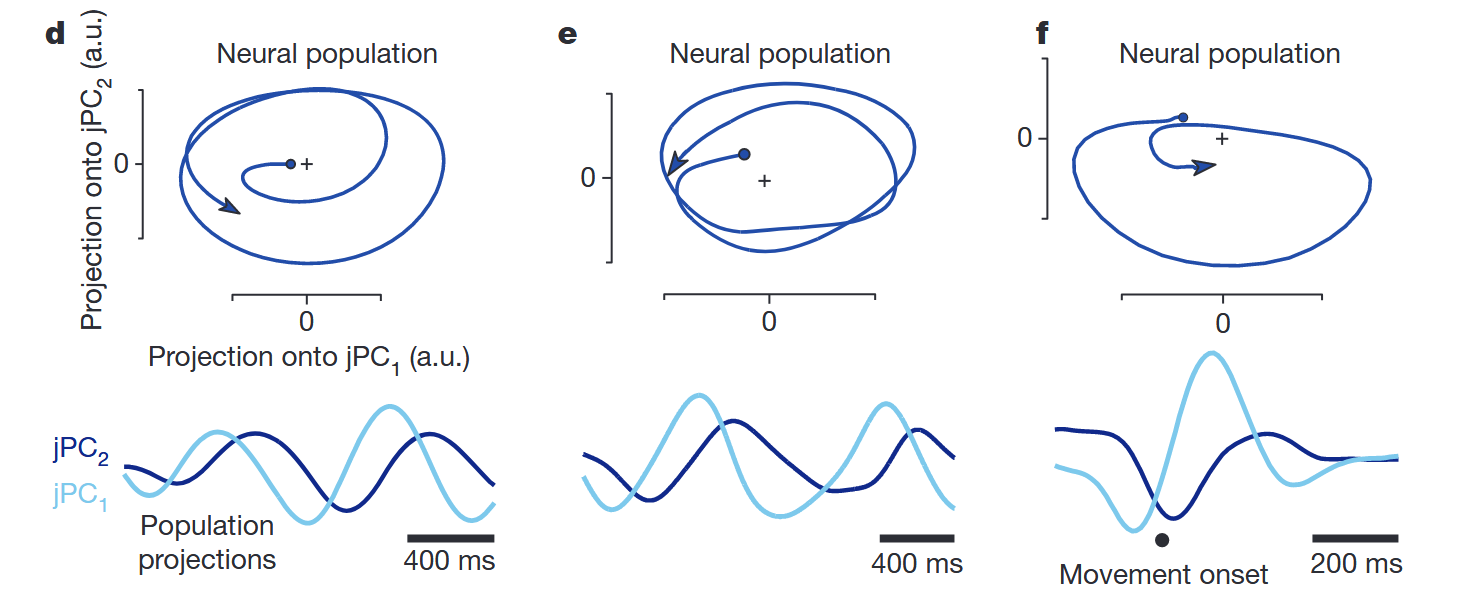 d
Neural population
Projection onto jPC2 (a.u.)
0
0
Projection onto jPC1 (a.u.)
jPC2
jPC1
Population
projections
400 ms
e
Neural population
0
0
400 ms
f
Neural population
0
0
Movement onset
200 ms